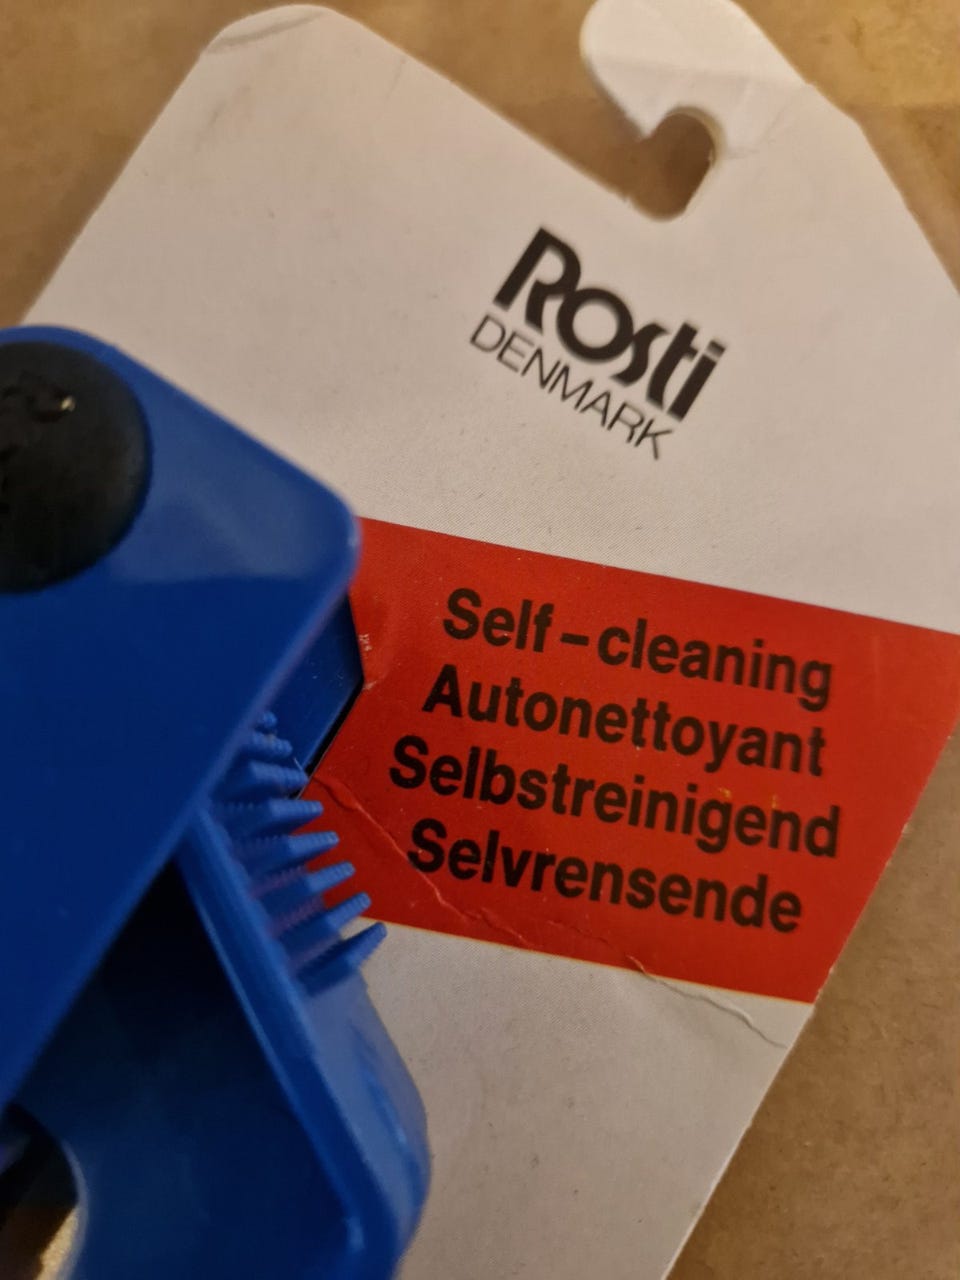 Rosti
DENMARK
Self-cleaning
Autonettoyant
Selbstreinigend
Selvrensende